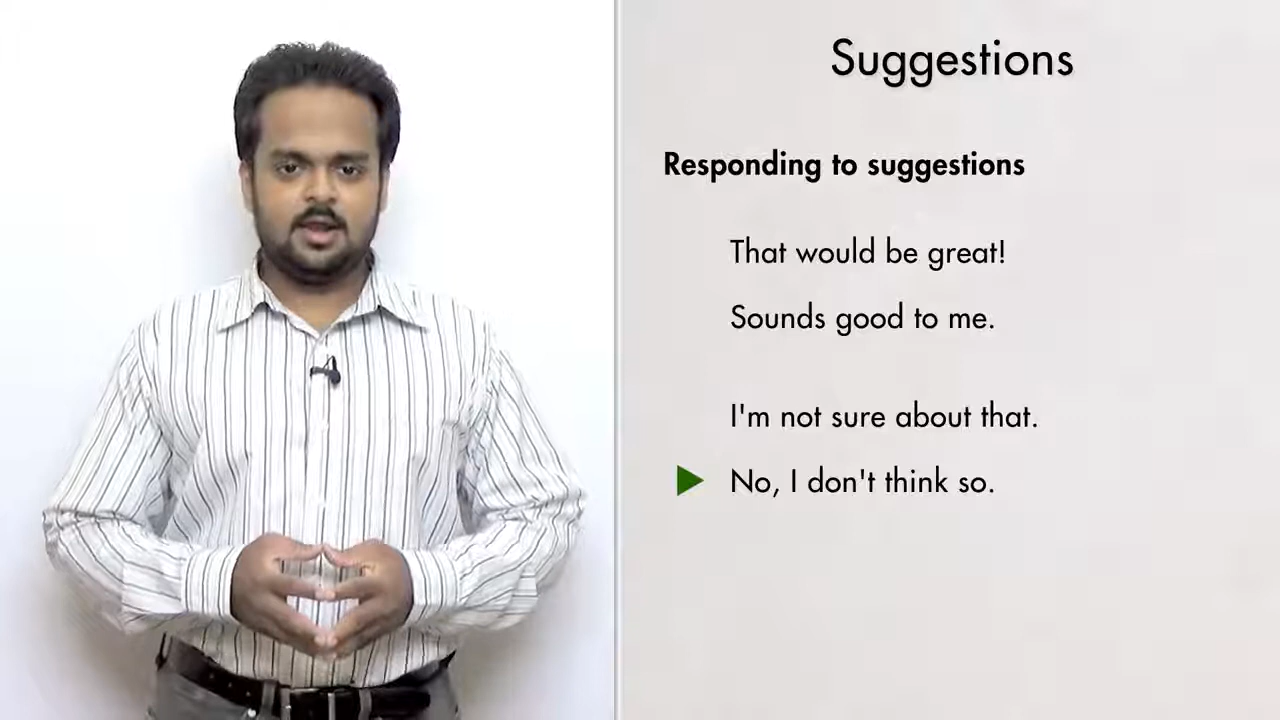 Suggestions
Responding to suggestions
That would be great!
Sounds good to me.
I'm not sure about that.
No, I don't think so.